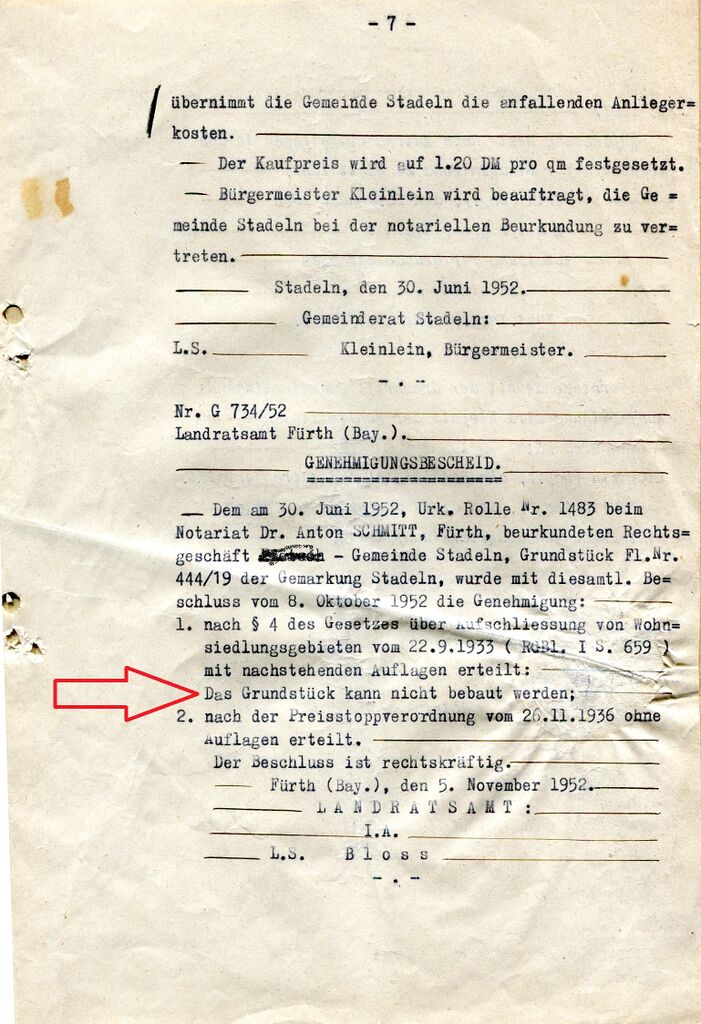 - 7 -
übernimmt die Gemeinde Stadeln die anfallenden Anlieger=
kosten.
— Der Kaufpreis wird auf 1.20 DM pro qm festgesetzt.
— Bürgermeister Kleinlein wird beauftragt, die Ge =
meinde Stadeln bei der notariellen Beurkundung zu ver=
treten.
Stadeln, den 30. Juni 1952.
Gemeinderat Stadeln:
L.S. Kleinlein, Bürgermeister.
- . -
Nr. G 734/52
Landratsamt Fürth (Bay.).
GENEHMIGUNGSBESCHEID.
— Dem am 30. Juni 1952, Urk. Rolle Nr. 1483 beim
Notariat Dr. Anton SCHMITT, Fürth, beurkundeten Rechts=
geschäft - Gemeinde Stadeln, Grundstück Fl.Nr.
444/19 der Gemarkung Stadeln, wurde mit diesamtl. Be=
schluss vom 8. Oktober 1952 die Genehmigung:
1. nach § 4 des Gesetzes über Aufschliessung von Wohn=
siedlungsgebieten vom 22.9.1933 ( RGBl. I S. 659 )
mit nachstehenden Auflagen erteilt:
Das Grundstück kann nicht bebaut werden;
2. nach der Preisstoppverordnung vom 26.11.1936 ohne
Auflagen erteilt.
Der Beschluss ist rechtskräftig.
Fürth (Bay.), den 5. November 1952.
L A N D R A T S A M T :
I.A.
L.S. B l o s s
- . -